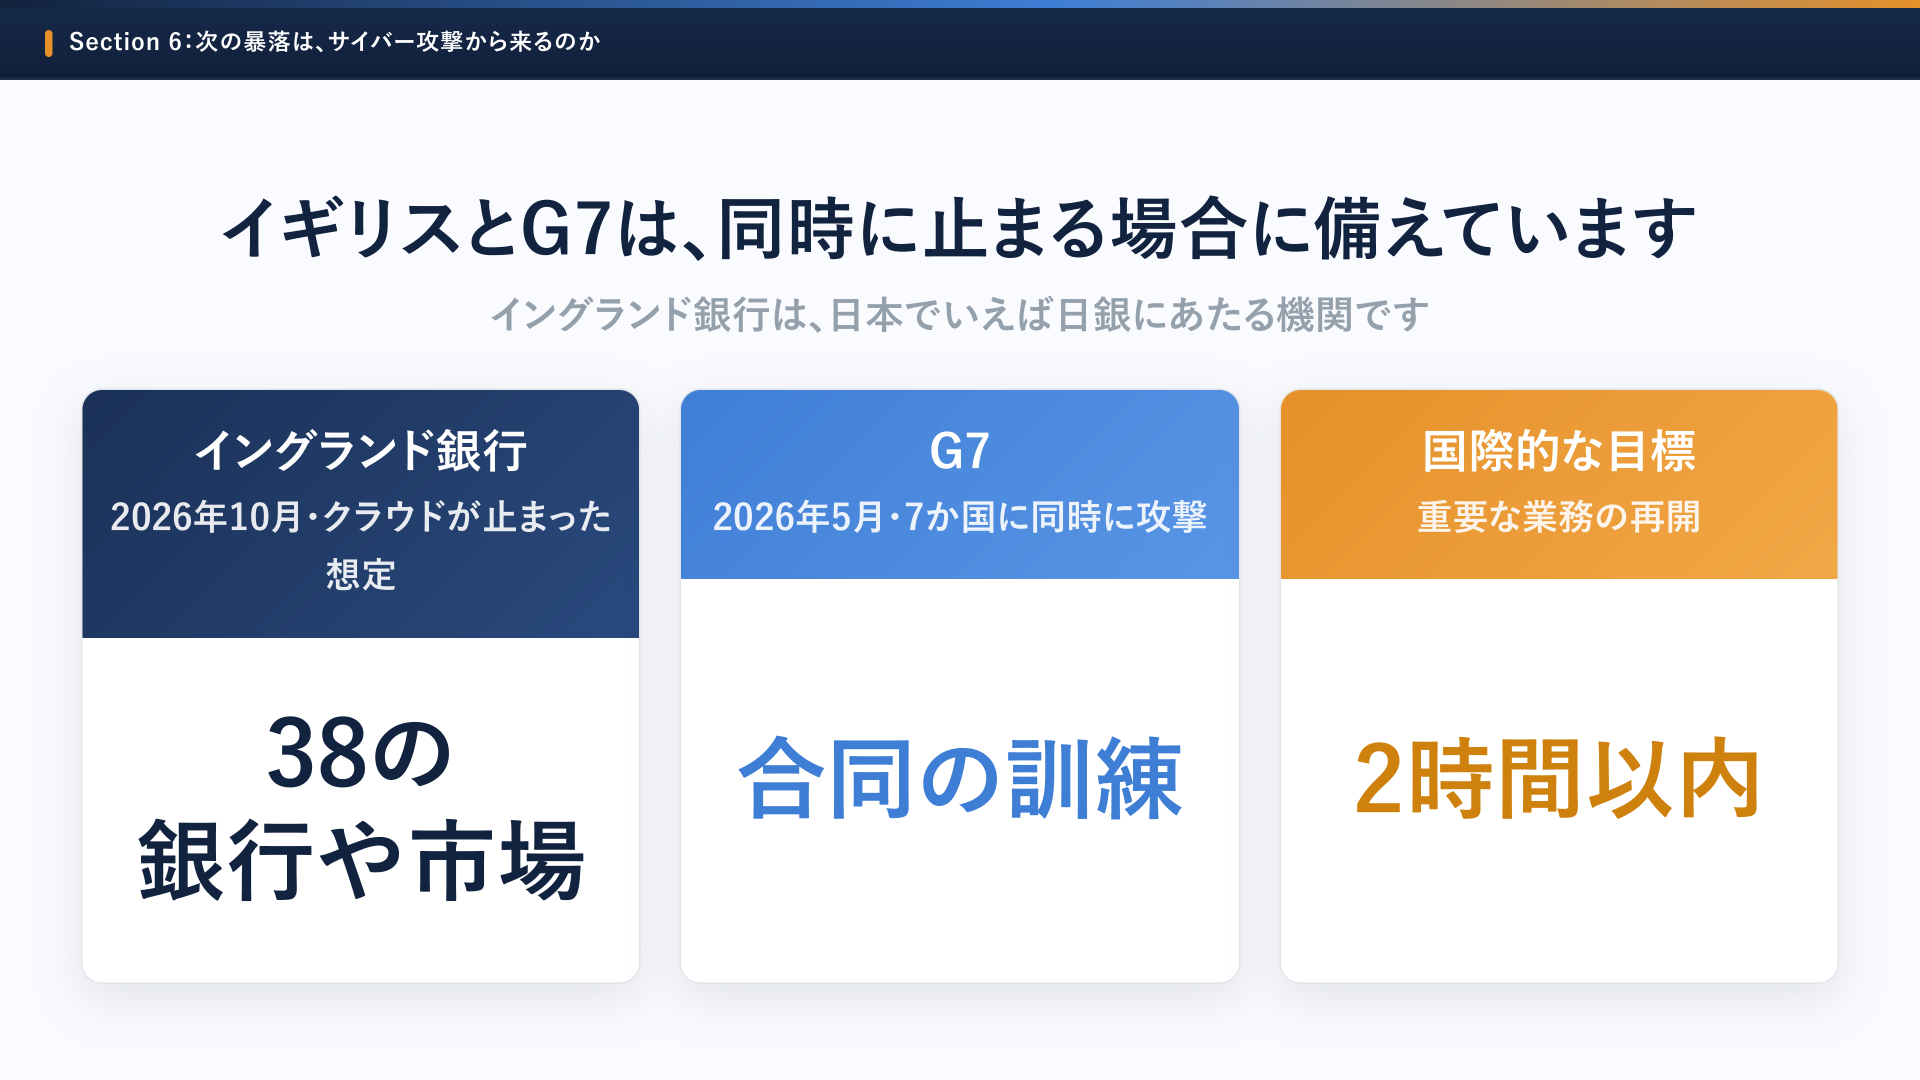 Section 6：次の暴落は、サイバー攻撃から来るのか
イギリスとG7は、同時に止まる場合に備えています
イングランド銀行は、日本でいえば日銀にあたる機関です
イングランド銀行
2026年10月・クラウドが止まった
想定
38の
銀行や市場
G7
2026年5月・7か国に同時に攻撃
合同の訓練
国際的な目標
重要な業務の再開
2時間以内